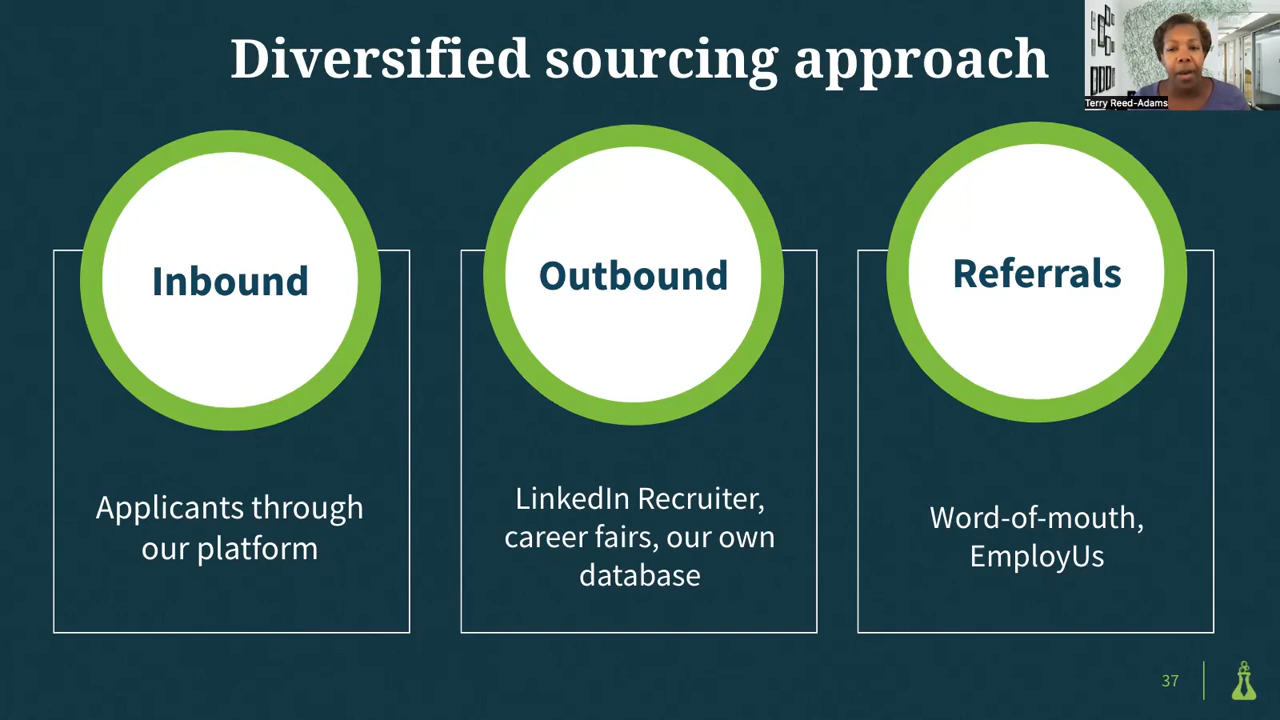 Diversified sourcing approach
Terry Reed-Adams
Inbound
Applicants through
our platform
Outbound
LinkedIn Recruiter,
career fairs, our own
database
Referrals
Word-of-mouth,
EmployUs
37